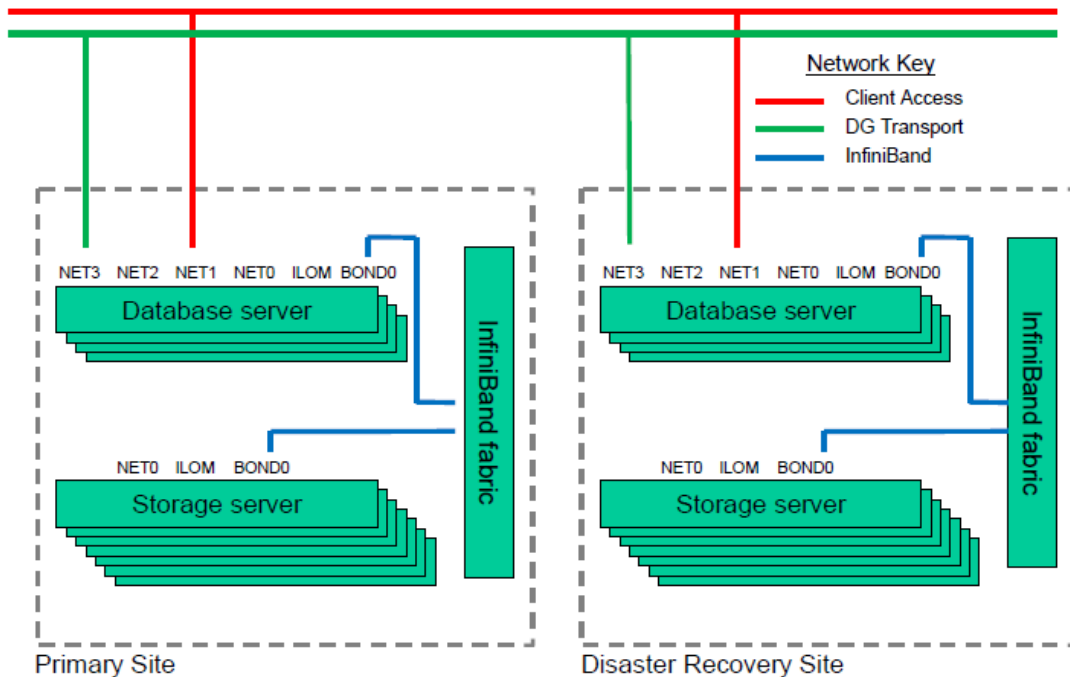 Network Key
Client Access
DG Transport
InfiniBand
NET3 NET2 NET1 NET0 ILOM BOND0
Database server
InfiniBand fabric
NET0 ILOM BOND0
Storage server
Primary Site
NET3 NET2 NET1 NET0 ILOM BOND0
Database server
InfiniBand fabric
NET0 ILOM BOND0
Storage server
Disaster Recovery Site